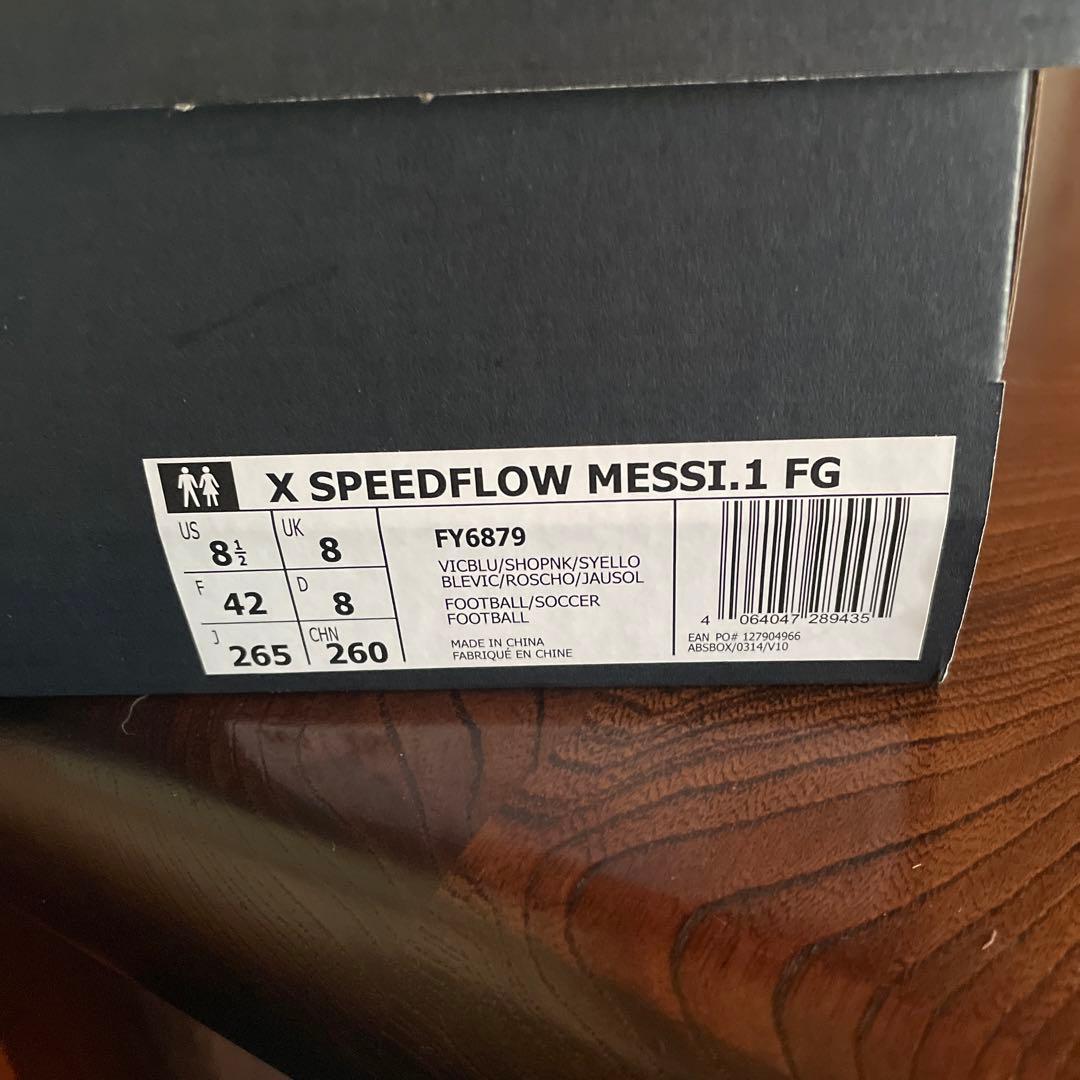 X SPEEDFLOW MESSI.1 FG
US 8½ UK 8
F 42 D 8
J 265 CHN 260
FY6879
VICBLU/SHOPNK/SYELLO
BLEVIC/ROSCHO/JAUSOL
FOOTBALL/SOCCER
FOOTBALL
MADE IN CHINA
FABRIQUÉ EN CHINE
4 064047 289435
EAN PO# 127904966
ABSBOX/0314/V10